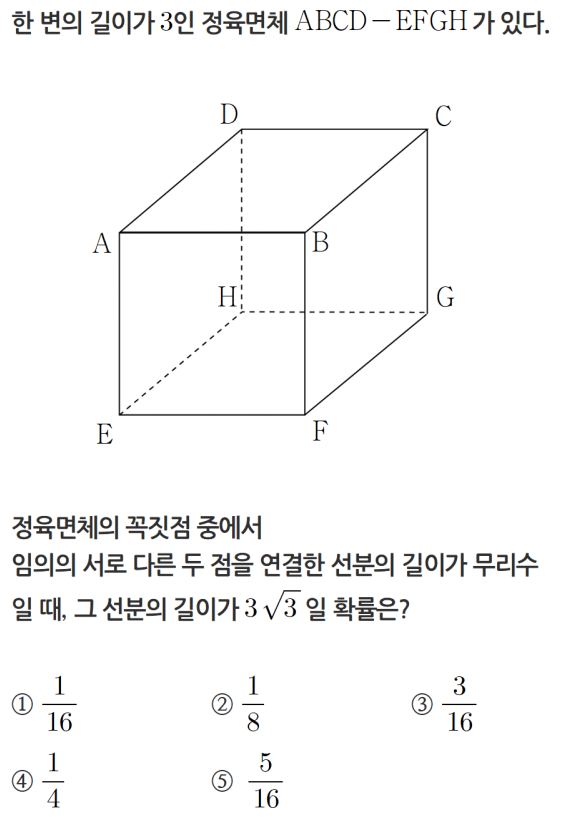 한 변의 길이가 3인 정육면체 ABCD－EFGH가 있다.
D
C
A
B
H
G
E
F
정육면체의 꼭짓점 중에서
임의의 서로 다른 두 점을 연결한 선분의 길이가 무리수
일 때, 그 선분의 길이가 3√3 일 확률은?
① 1/16 ② 1/8 ③ 3/16
④ 1/4 ⑤ 5/16